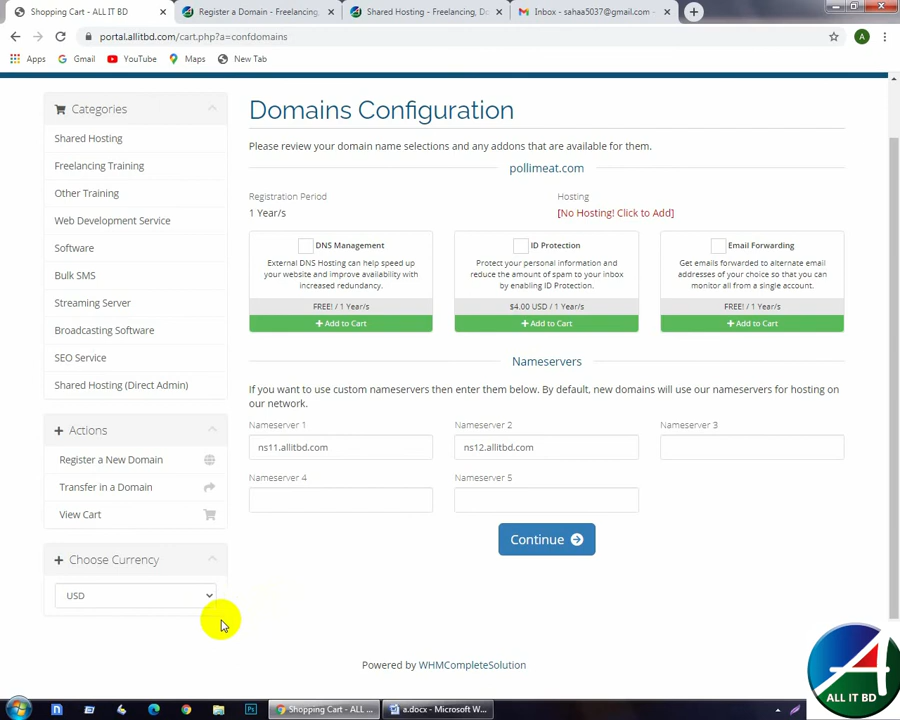 Shopping Cart - ALL IT BD
Register a Domain - Freelancing,
Shared Hosting - Freelancing, Do
Inbox - sahaa5037@gmail.com -
portal.allitbd.com/cart.php?a=confdomains
A
Apps
Gmail
YouTube
Maps
New Tab
Categories
Shared Hosting
Freelancing Training
Other Training
Web Development Service
Software
Bulk SMS
Streaming Server
Broadcasting Software
SEO Service
Shared Hosting (Direct Admin)
Actions
Register a New Domain
Transfer in a Domain
View Cart
Choose Currency
USD
Domains Configuration
Please review your domain name selections and any addons that are available for them.
pollimeat.com
Registration Period
1 Year/s
Hosting
[No Hosting! Click to Add]
DNS Management
External DNS Hosting can help speed up
your website and improve availability with
increased redundancy.
FREE! / 1 Year/s
Add to Cart
ID Protection
Protect your personal information and
reduce the amount of spam to your inbox
by enabling ID Protection.
$4.00 USD / 1 Year/s
Add to Cart
Email Forwarding
Get emails forwarded to alternate email
addresses of your choice so that you can
monitor all from a single account.
FREE! / 1 Year/s
Add to Cart
Nameservers
If you want to use custom nameservers then enter them below. By default, new domains will use our nameservers for hosting on
our network.
Nameserver 1
ns11.allitbd.com
Nameserver 2
ns12.allitbd.com
Nameserver 3
Nameserver 4
Nameserver 5
Continue
Powered by WHMCompleteSolution
ALL IT BD
Shopping Cart - ALL ...
a.docx - Microsoft W...